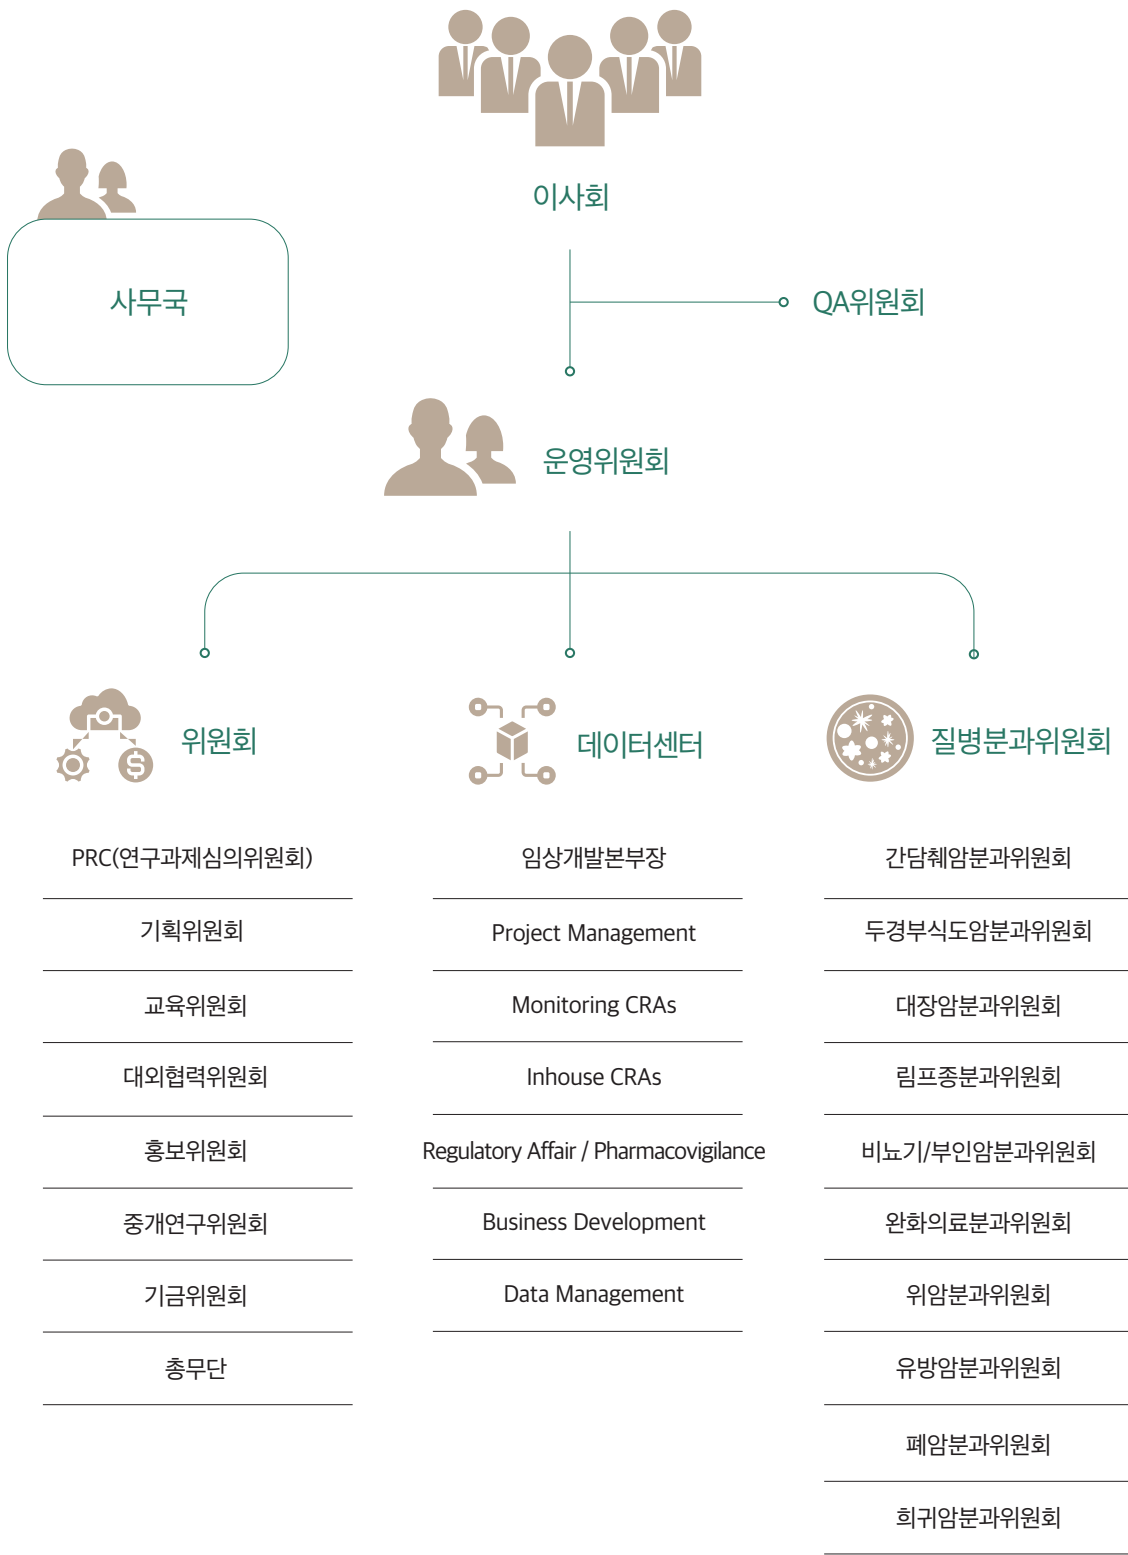 이사회
사무국
QA위원회
운영위원회
위원회
PRC(연구과제심의위원회)
기획위원회
교육위원회
대외협력위원회
홍보위원회
중개연구위원회
기금위원회
총무단
데이터센터
임상개발본부장
Project Management
Monitoring CRAs
Inhouse CRAs
Regulatory Affair / Pharmacovigilance
Business Development
Data Management
질병분과위원회
간담췌암분과위원회
두경부식도암분과위원회
대장암분과위원회
림프종분과위원회
비뇨기/부인암분과위원회
완화의료분과위원회
위암분과위원회
유방암분과위원회
폐암분과위원회
희귀암분과위원회